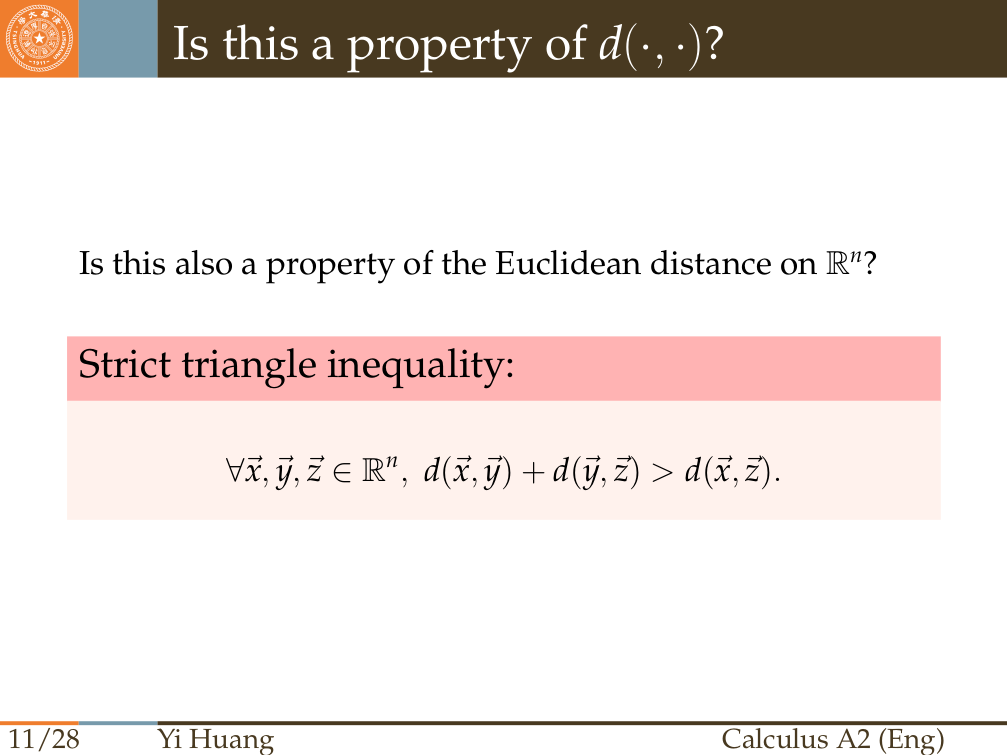 Is this a property of d(·, ·)?
Is this also a property of the Euclidean distance on ℝⁿ?
Strict triangle inequality:
∀x⃗, y⃗, z⃗ ∈ ℝⁿ, d(x⃗, y⃗) + d(y⃗, z⃗) > d(x⃗, z⃗).
11/28 Yi Huang Calculus A2 (Eng)